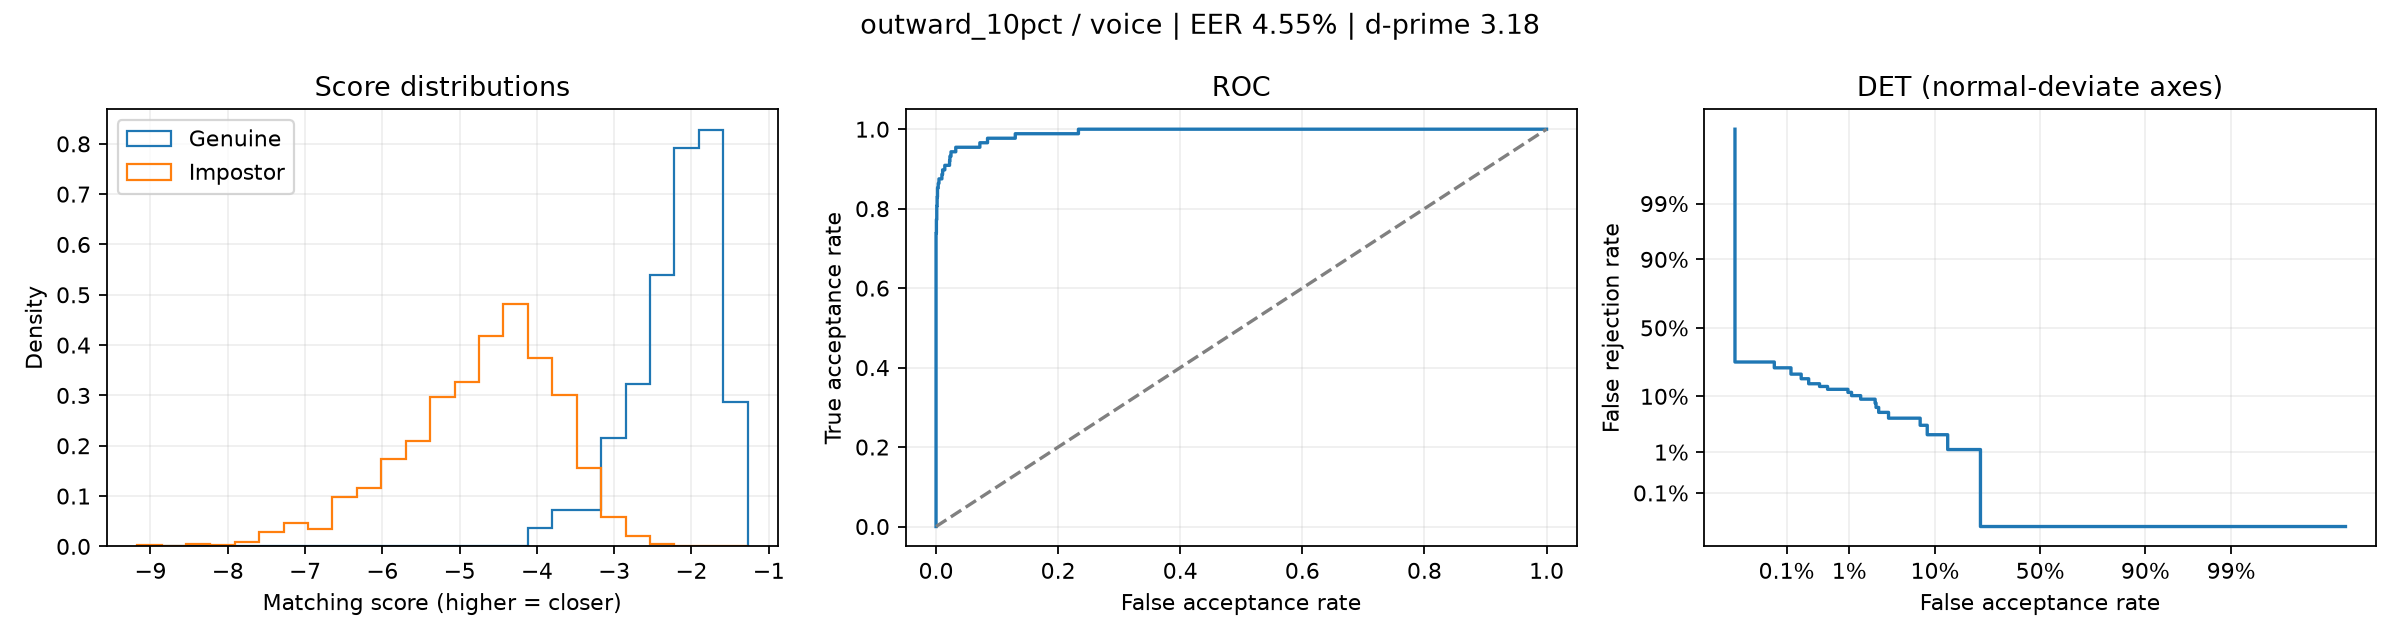 outward_10pct / voice | EER 4.55% | d-prime 3.18
Score distributions
Genuine
Impostor
0.8
0.7
0.6
0.5
0.4
0.3
0.2
0.1
0.0
Density
−9 −8 −7 −6 −5 −4 −3 −2 −1
Matching score (higher = closer)
ROC
1.0
0.8
0.6
0.4
0.2
0.0
True acceptance rate
0.0 0.2 0.4 0.6 0.8 1.0
False acceptance rate
DET (normal-deviate axes)
99%
90%
50%
10%
1%
0.1%
False rejection rate
0.1% 1% 10% 50% 90% 99%
False acceptance rate